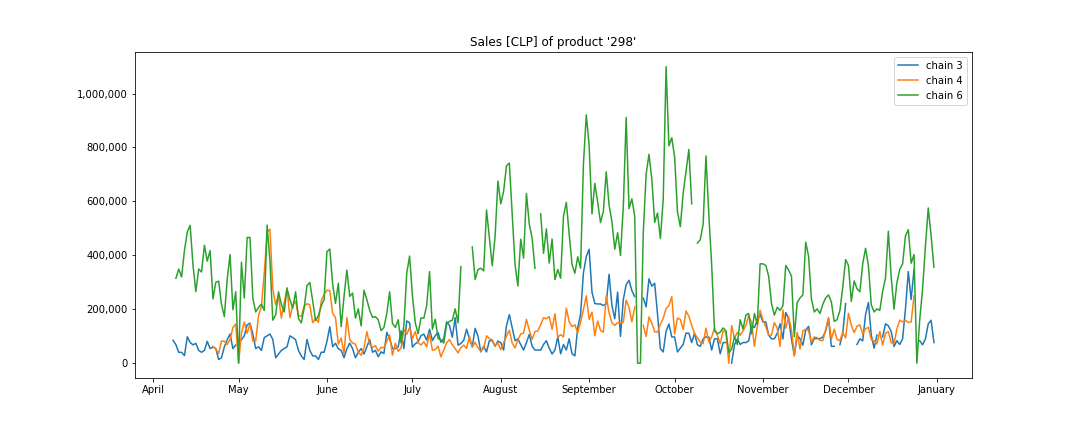 Sales [CLP] of product '298'
chain 3
chain 4
chain 6
1,000,000
800,000
600,000
400,000
200,000
0
April May June July August September October November December January